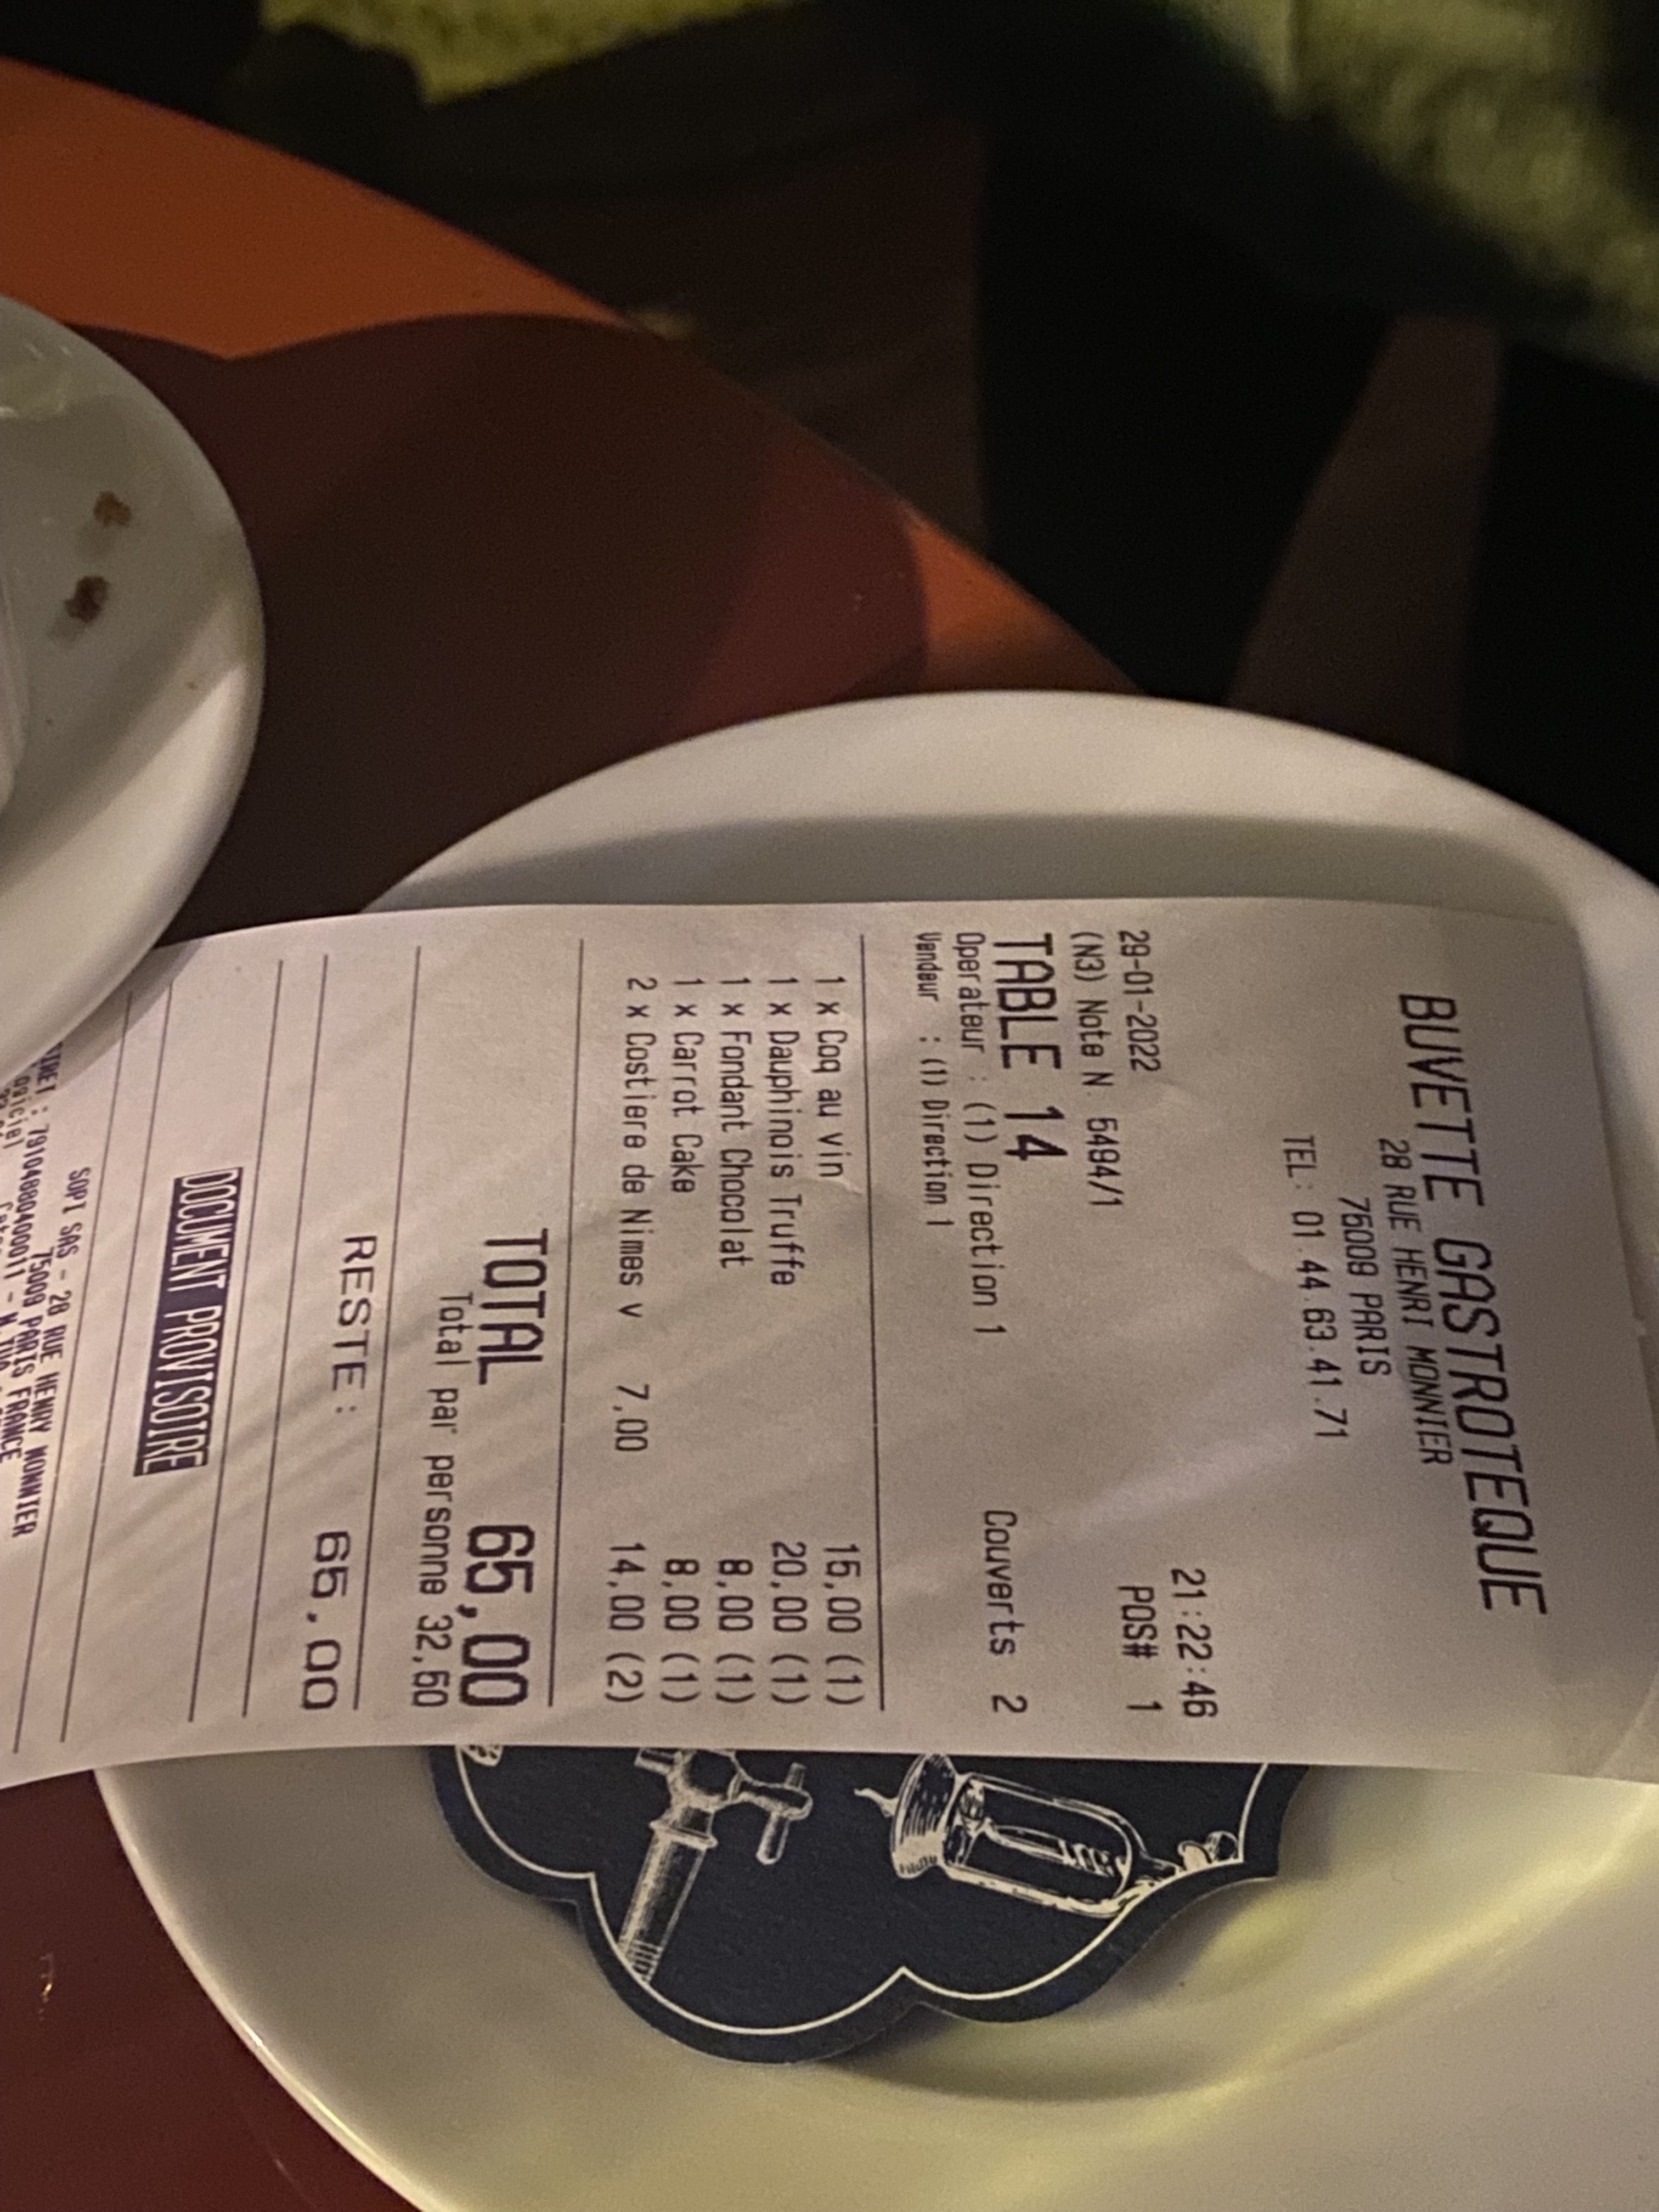 BUVETTE GASTROTEQUE
28 RUE HENRI MONNIER
75009 PARIS
TEL: 01.44.63.41.71
29-01-2022 21:22:46
(N3) Note N. 5494/1 POS# 1
TABLE 14 Couverts 2
Operateur : (1) Direction 1
Vendeur : (1) Direction 1
1 x Coq au vin 15,00 (1)
1 x Dauphinois Truffe 20,00 (1)
1 x Fondant Chocolat 8,00 (1)
1 x Carrot Cake 8,00 (1)
2 x Costiere de Nimes v 7,00 14,00 (2)
TOTAL 65,00
Total par personne 32,50
RESTE : 65,00
DOCUMENT PROVISOIRE
SOPI SAS - 28 RUE HENRY MONNIER
75009 PARIS FRANCE